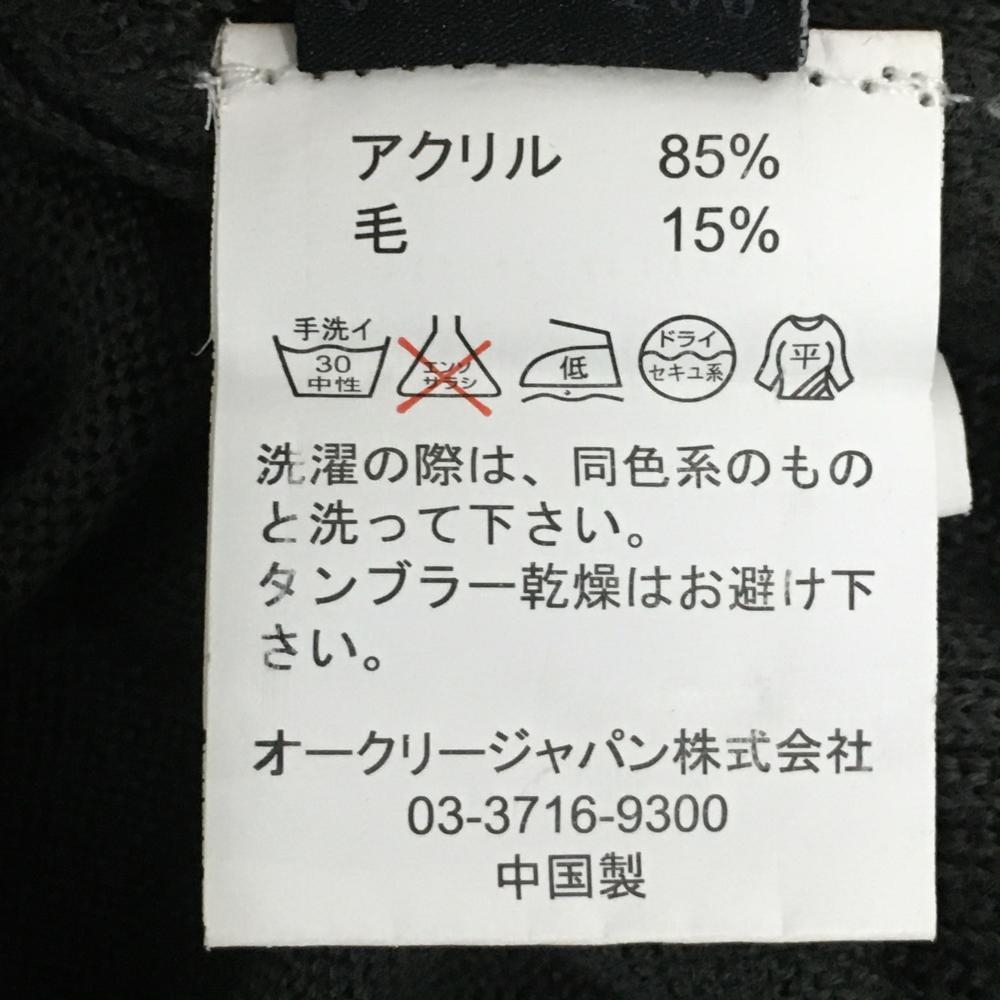 アクリル 85%
毛 15%
手洗イ
30
中性
エンソ
サラシ
低
ドライ
セキユ系
平
洗濯の際は、同色系のもの
と洗って下さい。
タンブラー乾燥はお避け下
さい。
オークリージャパン株式会社
03-3716-9300
中国製